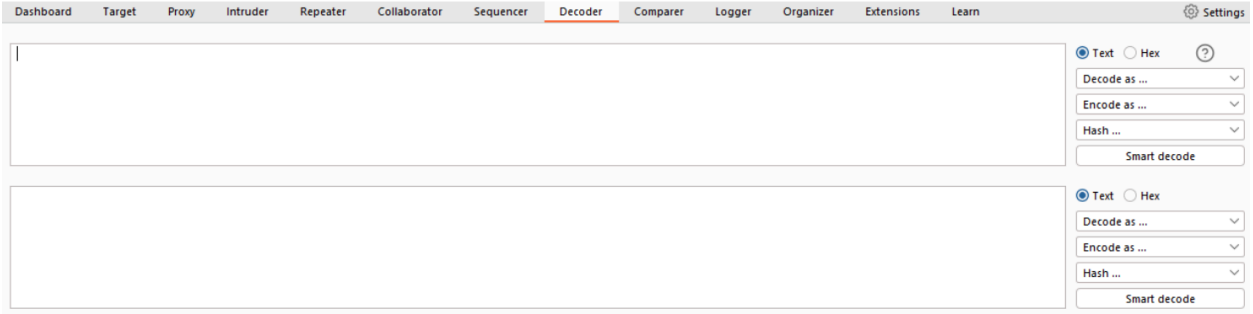 Dashboard Target Proxy Intruder Repeater Collaborator Sequencer Decoder Comparer Logger Organizer Extensions Learn Settings
Text Hex ?
Decode as ...
Encode as ...
Hash ...
Smart decode
Text Hex
Decode as ...
Encode as ...
Hash ...
Smart decode